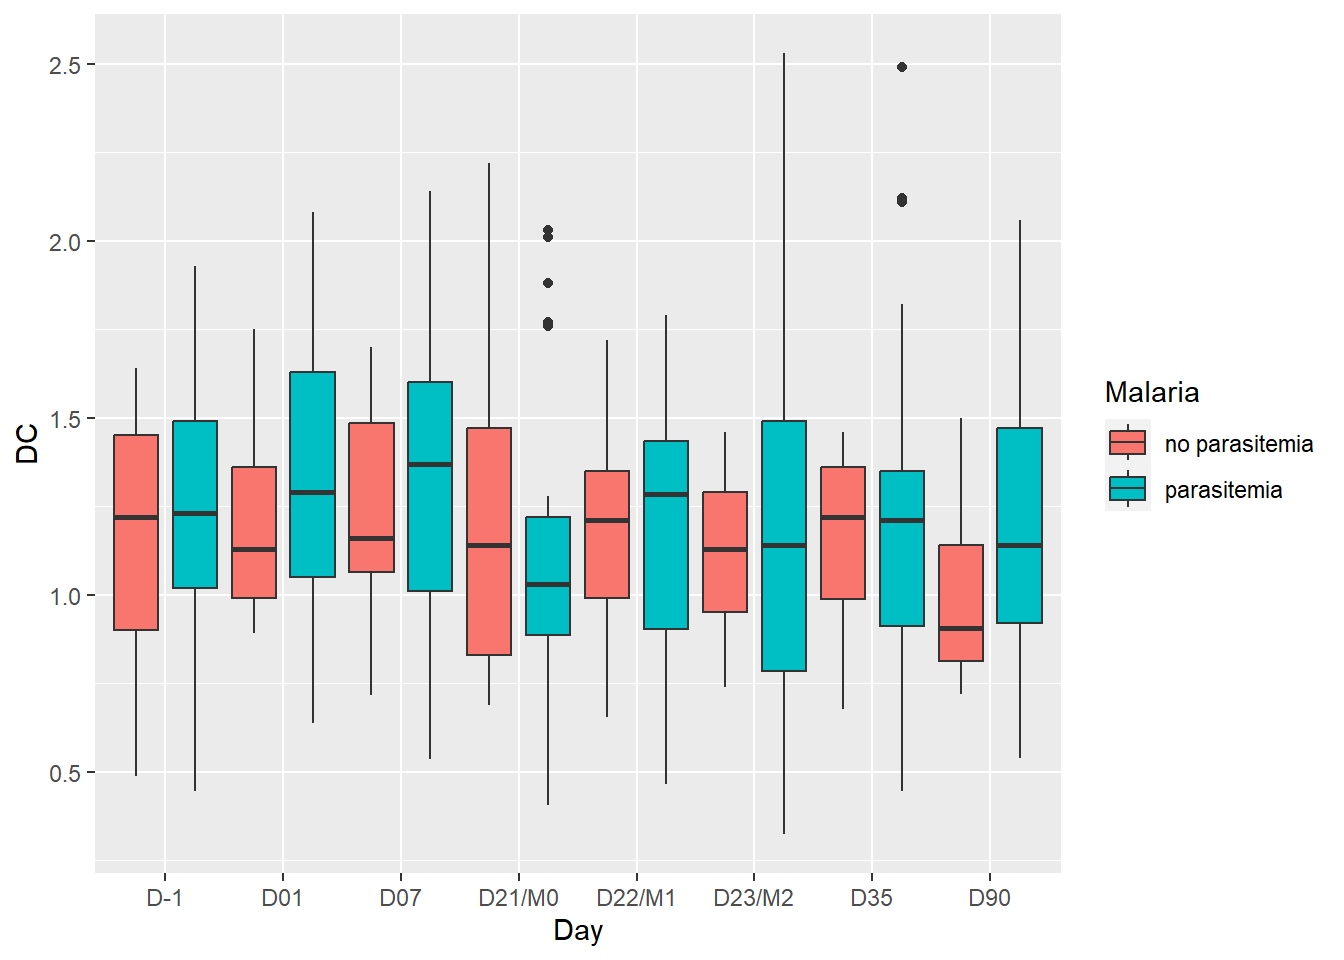 2.5
2.0
1.5
1.0
0.5
DC
D-1 D01 D07 D21/M0 D22/M1 D23/M2 D35 D90
Day
Malaria
no parasitemia
parasitemia